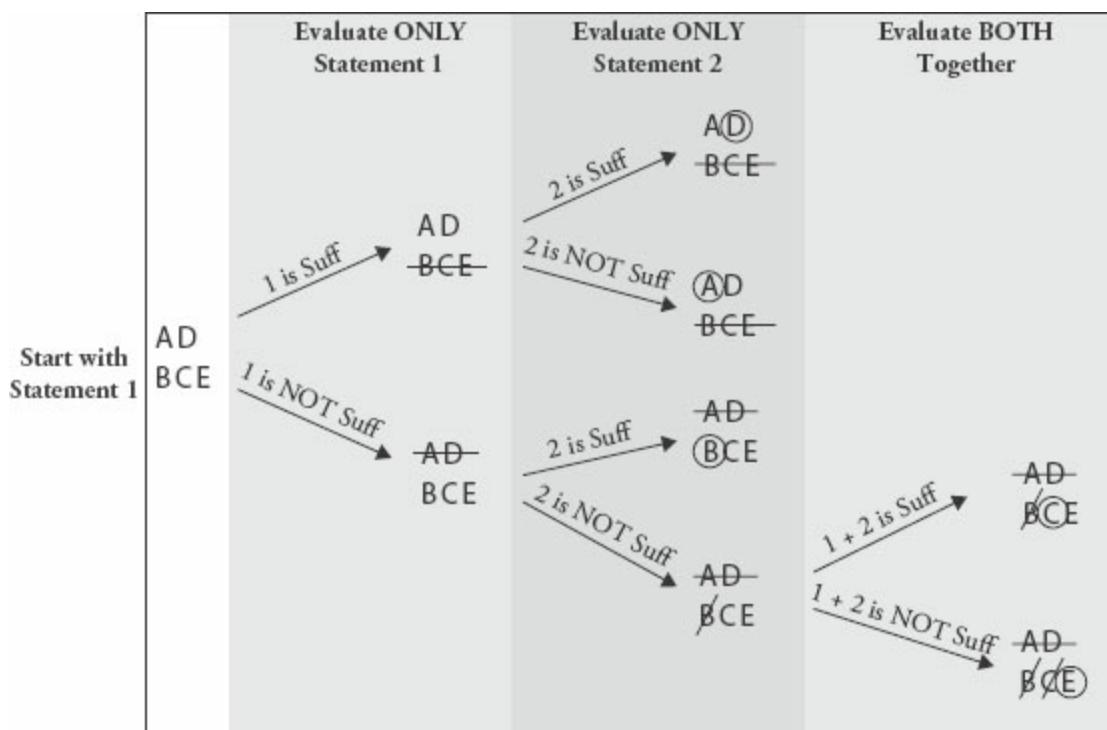 Evaluate ONLY
Statement 1
Evaluate ONLY
Statement 2
Evaluate BOTH
Together
Start with
Statement 1
AD
BCE
1 is Suff
1 is NOT Suff
AD
BCE
AD
BCE
2 is Suff
2 is NOT Suff
2 is Suff
2 is NOT Suff
AD
BCE
AD
BCE
AD
BCE
AD
BCE
1 + 2 is Suff
1 + 2 is NOT Suff
AD
BCE
AD
BCE